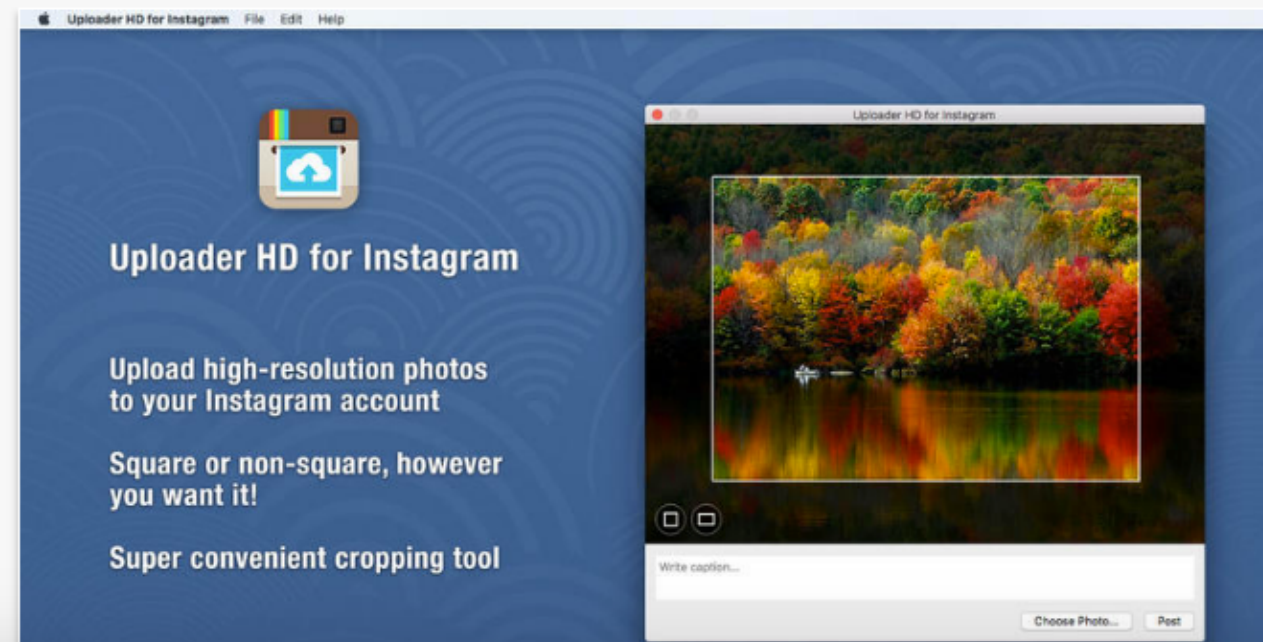 Uploader HD for Instagram File Edit Help
Uploader HD for Instagram
Upload high-resolution photos
to your Instagram account
Square or non-square, however
you want it!
Super convenient cropping tool
Uploader HD for Instagram
Write caption...
Choose Photo... Post